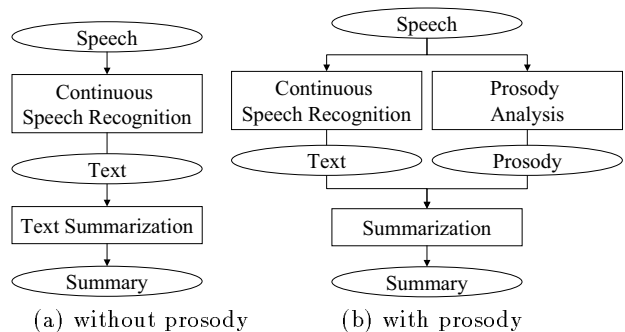 Speech
Continuous
Speech Recognition
Text
Text Summarization
Summary
(a) without prosody
Speech
Continuous
Speech Recognition
Prosody
Analysis
Text
Prosody
Summarization
Summary
(b) with prosody